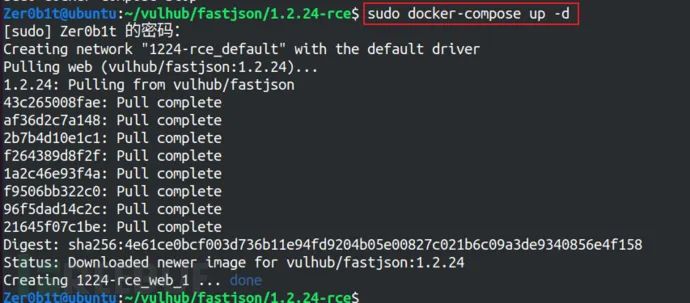 Zer0b1t@ubuntu:~/vulhub/fastjson/1.2.24-rce$ sudo docker-compose up -d
[sudo] Zer0b1t 的密码：
Creating network "1224-rce_default" with the default driver
Pulling web (vulhub/fastjson:1.2.24)...
1.2.24: Pulling from vulhub/fastjson
43c265008fae: Pull complete
af36d2c7a148: Pull complete
2b7b4d10e1c1: Pull complete
f264389d8f2f: Pull complete
1a2c46e93f4a: Pull complete
f9506bb322c0: Pull complete
96f5dad14c2c: Pull complete
21645f07c1be: Pull complete
Digest: sha256:4e61ce0bcf003d736b11e94fd9204b05e00827c021b6c09a3de9340856e4f158
Status: Downloaded newer image for vulhub/fastjson:1.2.24
Creating 1224-rce_web_1 ... done
Zer0b1t@ubuntu:~/vulhub/fastjson/1.2.24-rce$